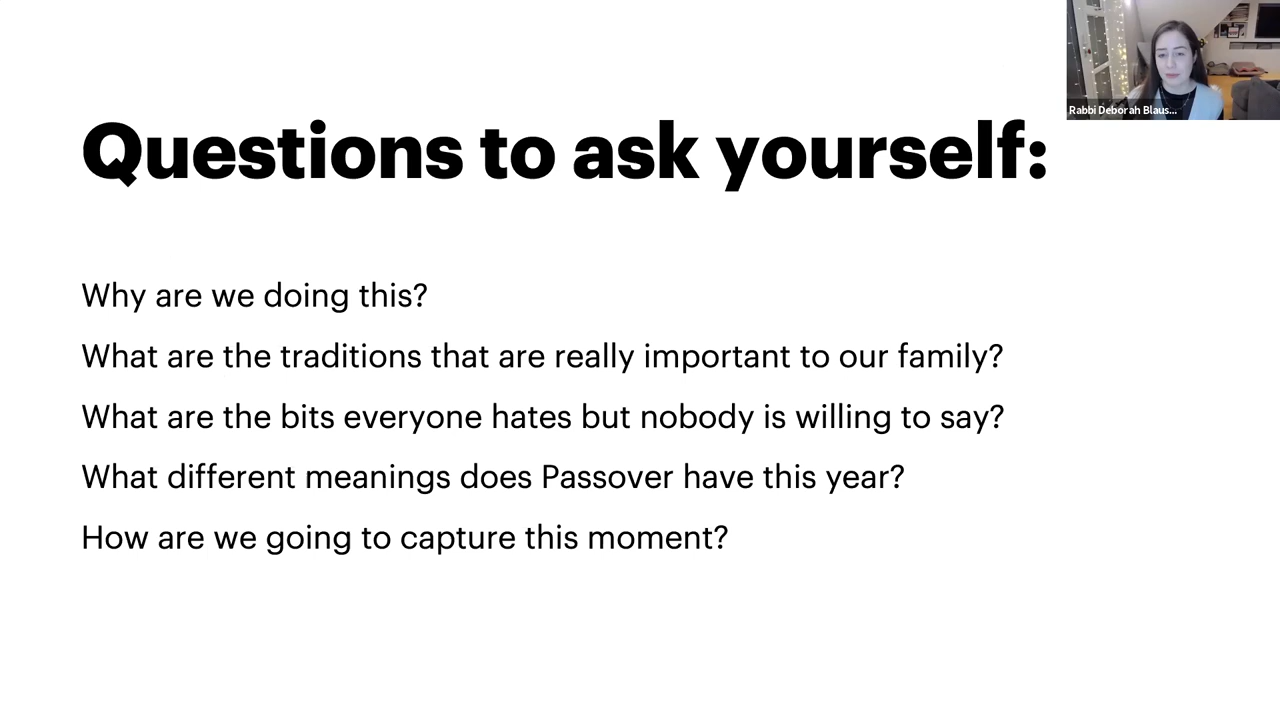 Rabbi Deborah Blaus...
Questions to ask yourself:
Why are we doing this?
What are the traditions that are really important to our family?
What are the bits everyone hates but nobody is willing to say?
What different meanings does Passover have this year?
How are we going to capture this moment?